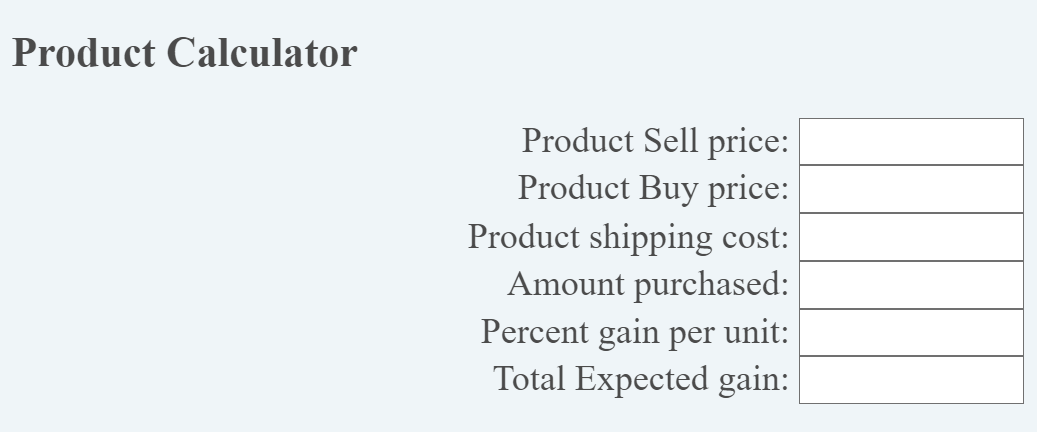 Product Calculator
Product Sell price:
Product Buy price:
Product shipping cost:
Amount purchased:
Percent gain per unit:
Total Expected gain: